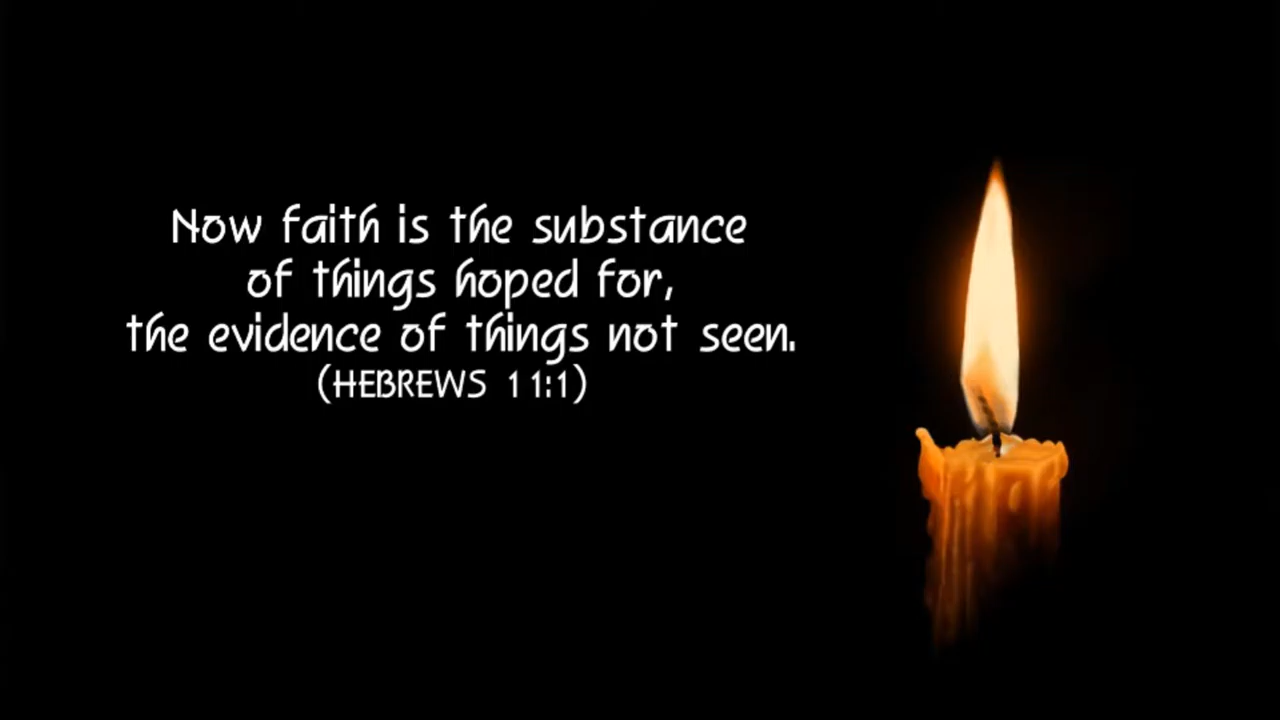 Now faith is the substance
of things hoped for,
the evidence of things not seen.
(HEBREWS 11:1)